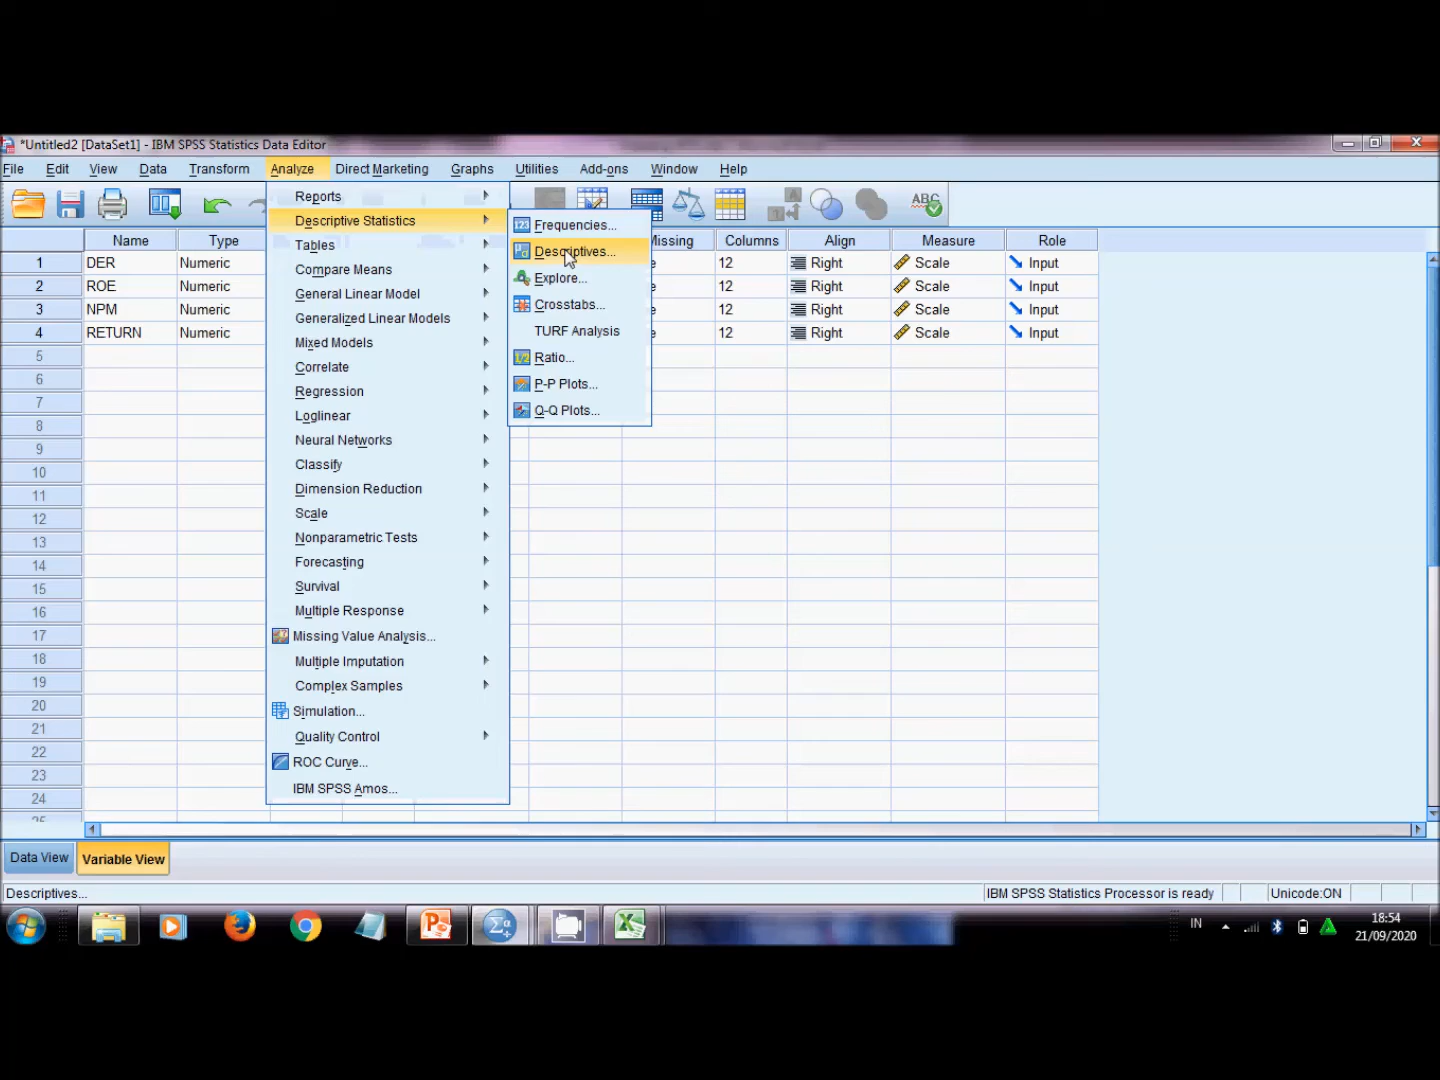 *Untitled2 [DataSet1] - IBM SPSS Statistics Data Editor
File Edit View Data Transform Analyze Direct Marketing Graphs Utilities Add-ons Window Help
Reports
Descriptive Statistics
Tables
Compare Means
General Linear Model
Generalized Linear Models
Mixed Models
Correlate
Regression
Loglinear
Neural Networks
Classify
Dimension Reduction
Scale
Nonparametric Tests
Forecasting
Survival
Multiple Response
Missing Value Analysis...
Multiple Imputation
Complex Samples
Simulation...
Quality Control
ROC Curve...
IBM SPSS Amos...
Frequencies...
Descriptives...
Explore...
Crosstabs...
TURF Analysis
Ratio...
P-P Plots...
Q-Q Plots...
Name Type Missing Columns Align Measure Role
1 DER Numeric 12 Right Scale Input
2 ROE Numeric 12 Right Scale Input
3 NPM Numeric 12 Right Scale Input
4 RETURN Numeric 12 Right Scale Input
5
6
7
8
9
10
11
12
13
14
15
16
17
18
19
20
21
22
23
24
25
Data View Variable View
Descriptives... IBM SPSS Statistics Processor is ready Unicode:ON
IN 18:54
21/09/2020